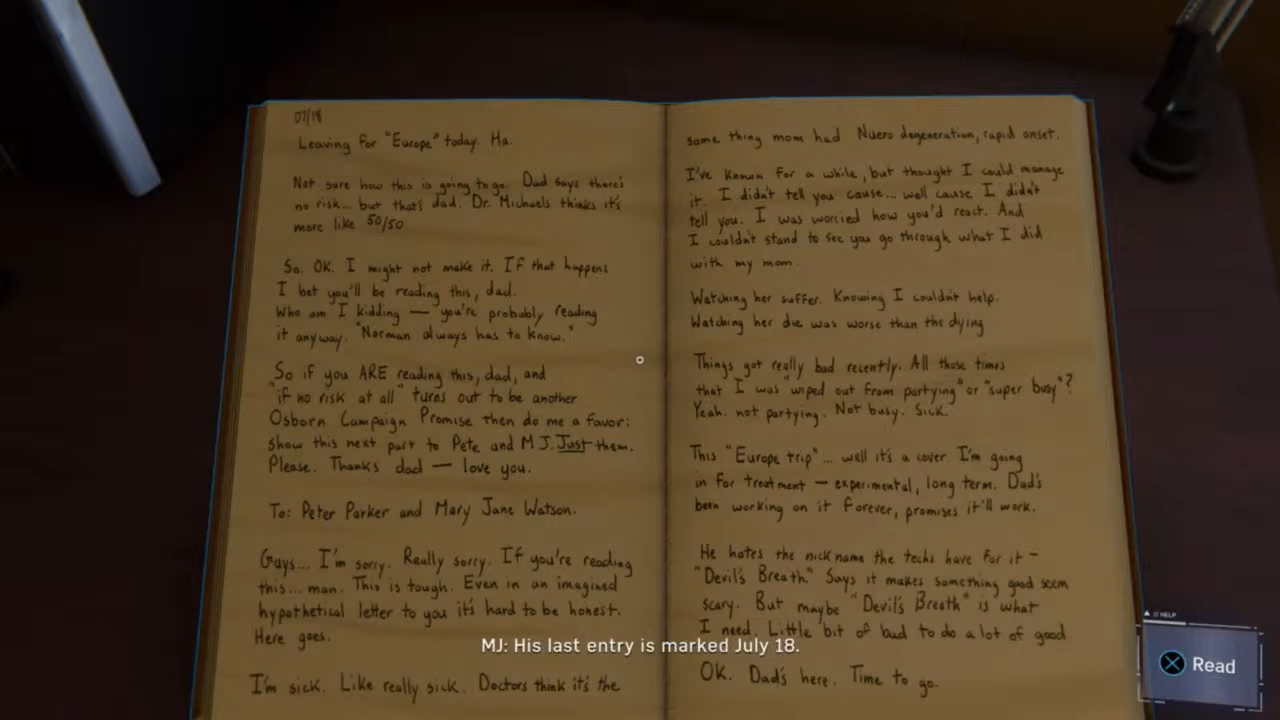 07/18
Leaving for "Europe" today. Ha.
Not sure how this is going to go. Dad says there's
no risk... but that's dad. Dr. Michaels thinks it's
more like 50/50
So. OK. I might not make it. If that happens
I bet you'll be reading this, dad.
Who am I kidding — you're probably reading
it anyway. "Norman always has to know."
So if you ARE reading this, dad, and
"if no risk at all" turns out to be another
Osborn Campaign Promise then do me a favor:
show this next part to Pete and MJ. Just them.
Please. Thanks dad — love you.
To: Peter Parker and Mary Jane Watson.
Guys... I'm sorry. Really sorry. If you're reading
this... man. This is tough. Even in an imagined
hypothetical letter to you it's hard to be honest.
Here goes.
I'm sick. Like really sick. Doctors think it's the
same thing mom had Nuero degeneration, rapid onset.
I've known for a while, but thought I could manage
it. I didn't tell you cause... well cause I didn't
tell you. I was worried how you'd react. And
I couldn't stand to see you go through what I did
with my mom.
Watching her suffer. Knowing I couldn't help.
Watching her die was worse than the dying
Things got really bad recently. All those times
that I was "wiped out from partying" or "super busy"?
Yeah. not partying. Not busy. Sick.
This "Europe trip"... well it's a cover. I'm going
in for treatment — experimental, long term. Dad's
been working on it forever, promises it'll work.
He hates the nickname the techs have for it –
"Devil's Breath." Says it makes something good seem
scary. But maybe "Devil's Breath" is what
I need. Little bit of bad to do a lot of good
OK. Dad's here. Time to go.
MJ: His last entry is marked July 18.
HELP
Read